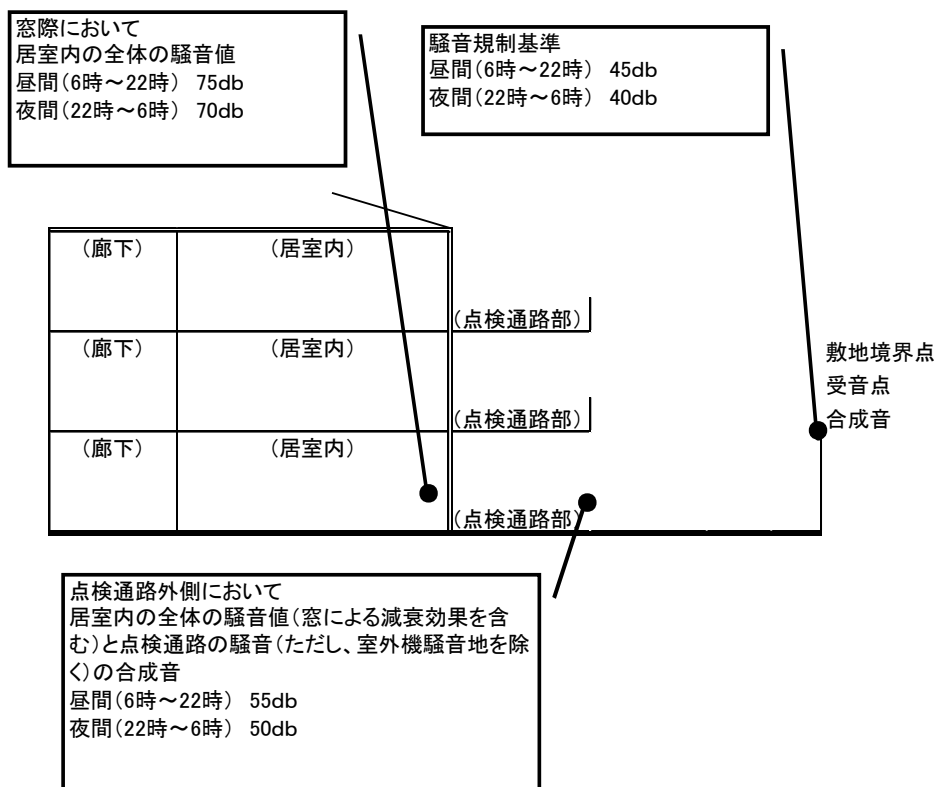 窓際において
居室内の全体の騒音値
昼間(6時～22時) 75db
夜間(22時～6時) 70db
騒音規制基準
昼間(6時～22時) 45db
夜間(22時～6時) 40db
(廊下)
(居室内)
(点検通路部)
(廊下)
(居室内)
(点検通路部)
(廊下)
(居室内)
(点検通路部)
敷地境界点
受音点
合成音
点検通路外側において
居室内の全体の騒音値(窓による減衰効果を含
む)と点検通路の騒音(ただし、室外機騒音地を除
く)の合成音
昼間(6時～22時) 55db
夜間(22時～6時) 50db